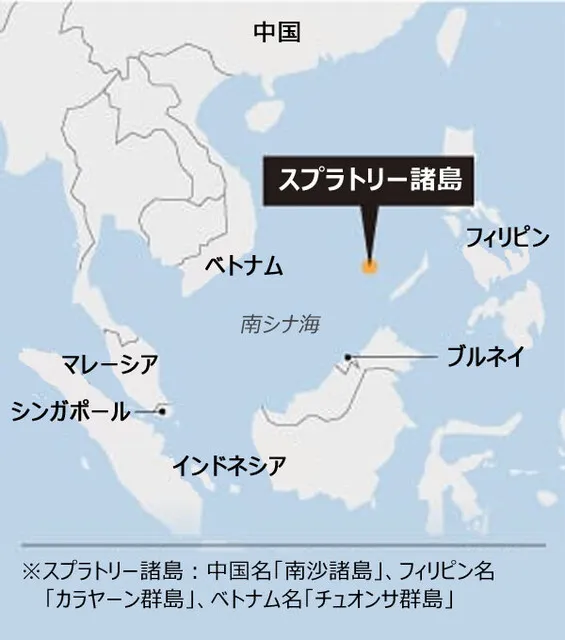 中国
スプラトリー諸島
フィリピン
ベトナム
南シナ海
ブルネイ
マレーシア
シンガポール
インドネシア
※スプラトリー諸島：中国名｢南沙諸島｣、フィリピン名
｢カラヤーン群島｣、ベトナム名｢チュオンサ群島｣